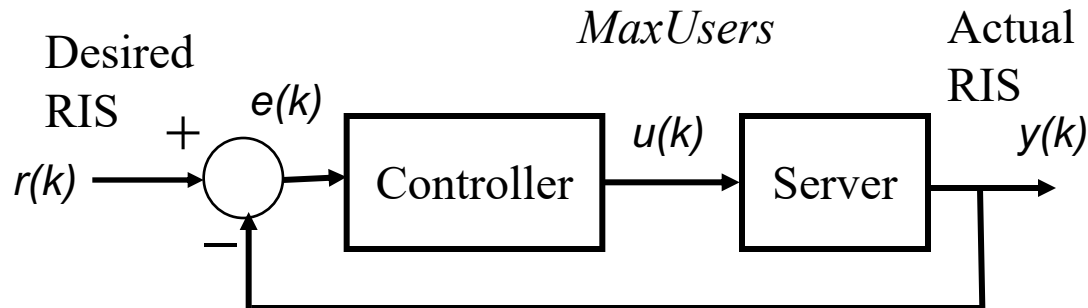 Desired
RIS
MaxUsers
Actual
RIS
r(k)
+
−
e(k)
Controller
u(k)
Server
y(k)